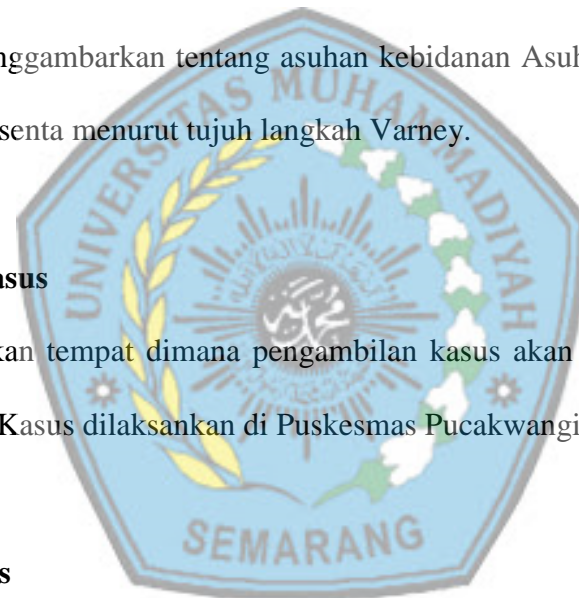 nggambarkan tentang asuhan kebidanan Asuh
senta menurut tujuh langkah Varney.
UNIVERSITAS MUHAMMADIYAH
asus
kan tempat dimana pengambilan kasus akan
Kasus dilaksankan di Puskesmas Pucakwangi
SEMARANG
s